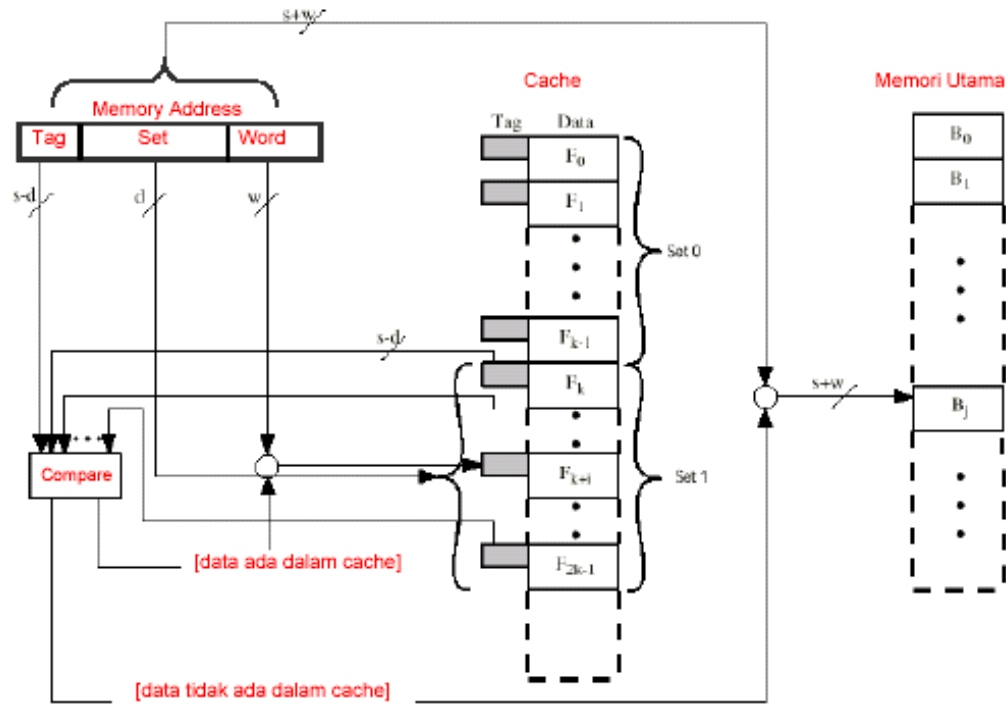 s+w
Cache
Memori Utama
Memory Address
Tag Set Word
Tag Data
F0
B0
s-d d w
F1
B1
Set 0
s-d
Fk-1
Fk
s+w
Bj
Compare
Fk+i
Set 1
[data ada dalam cache]
F2k-1
[data tidak ada dalam cache]